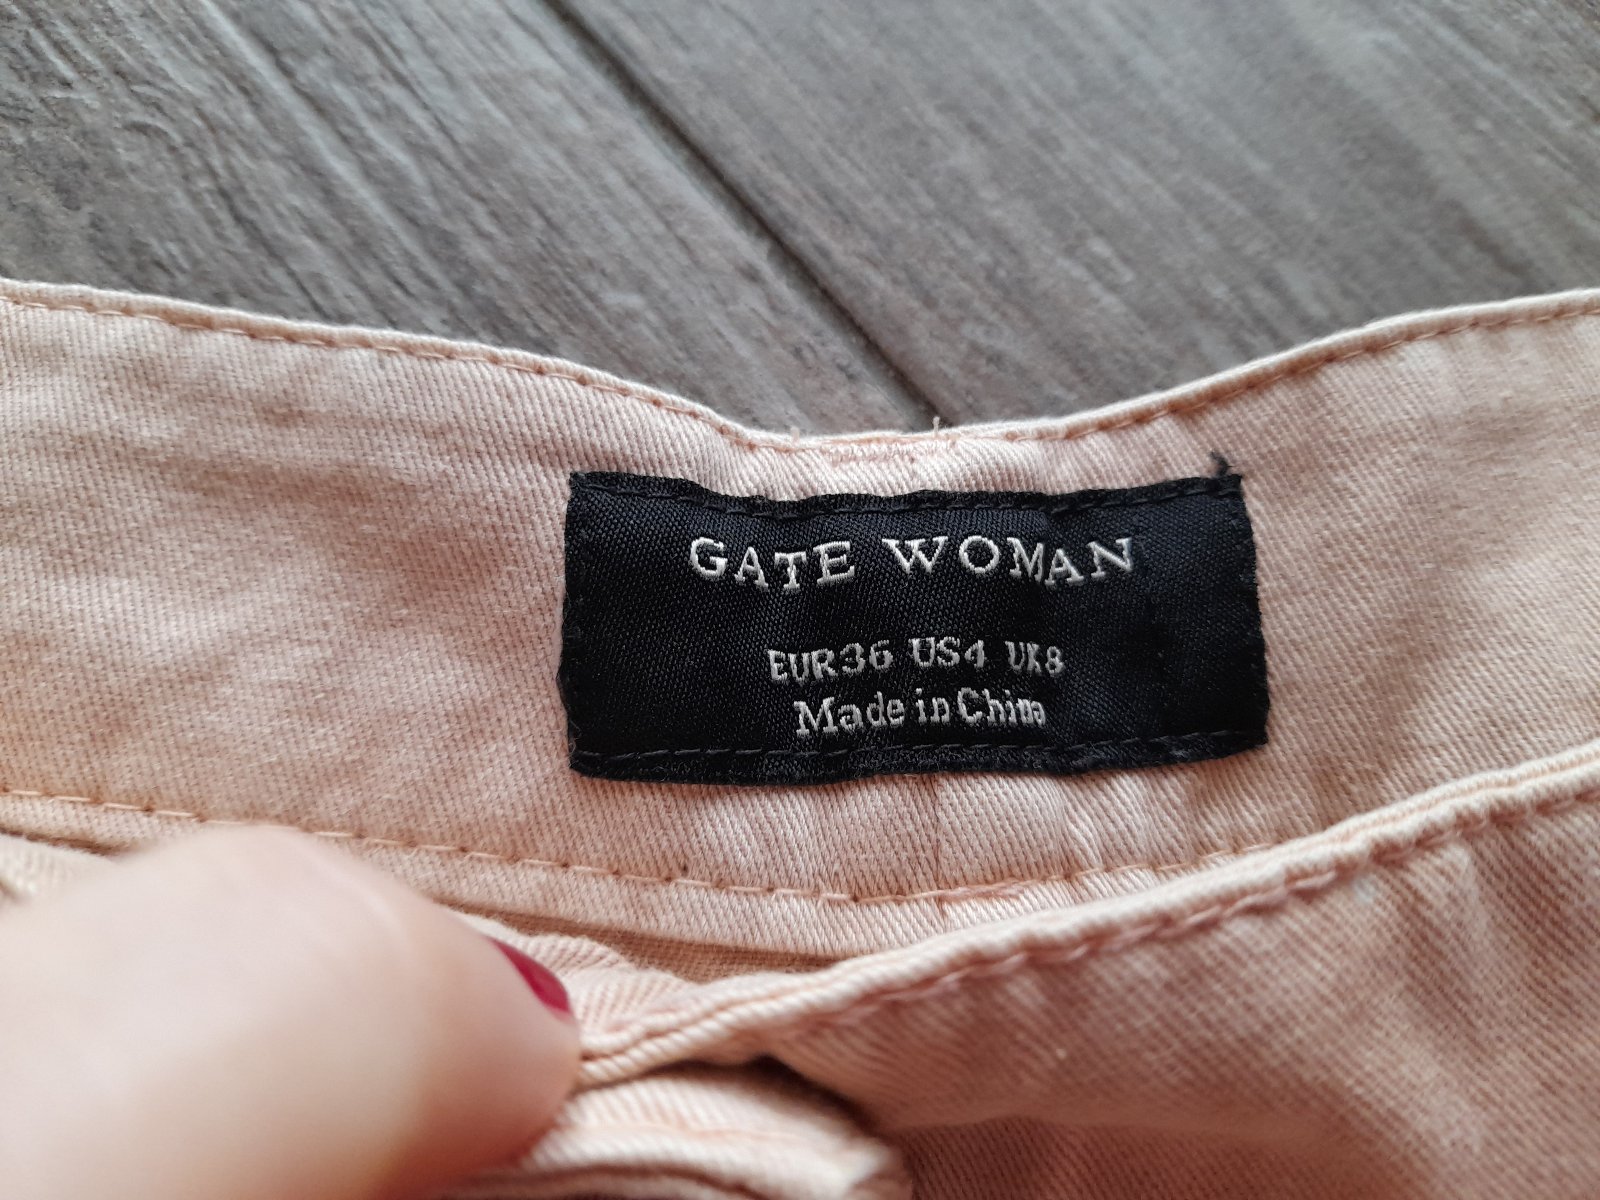 GATE WOMAN
EUR36 US4 UK8
Made in China